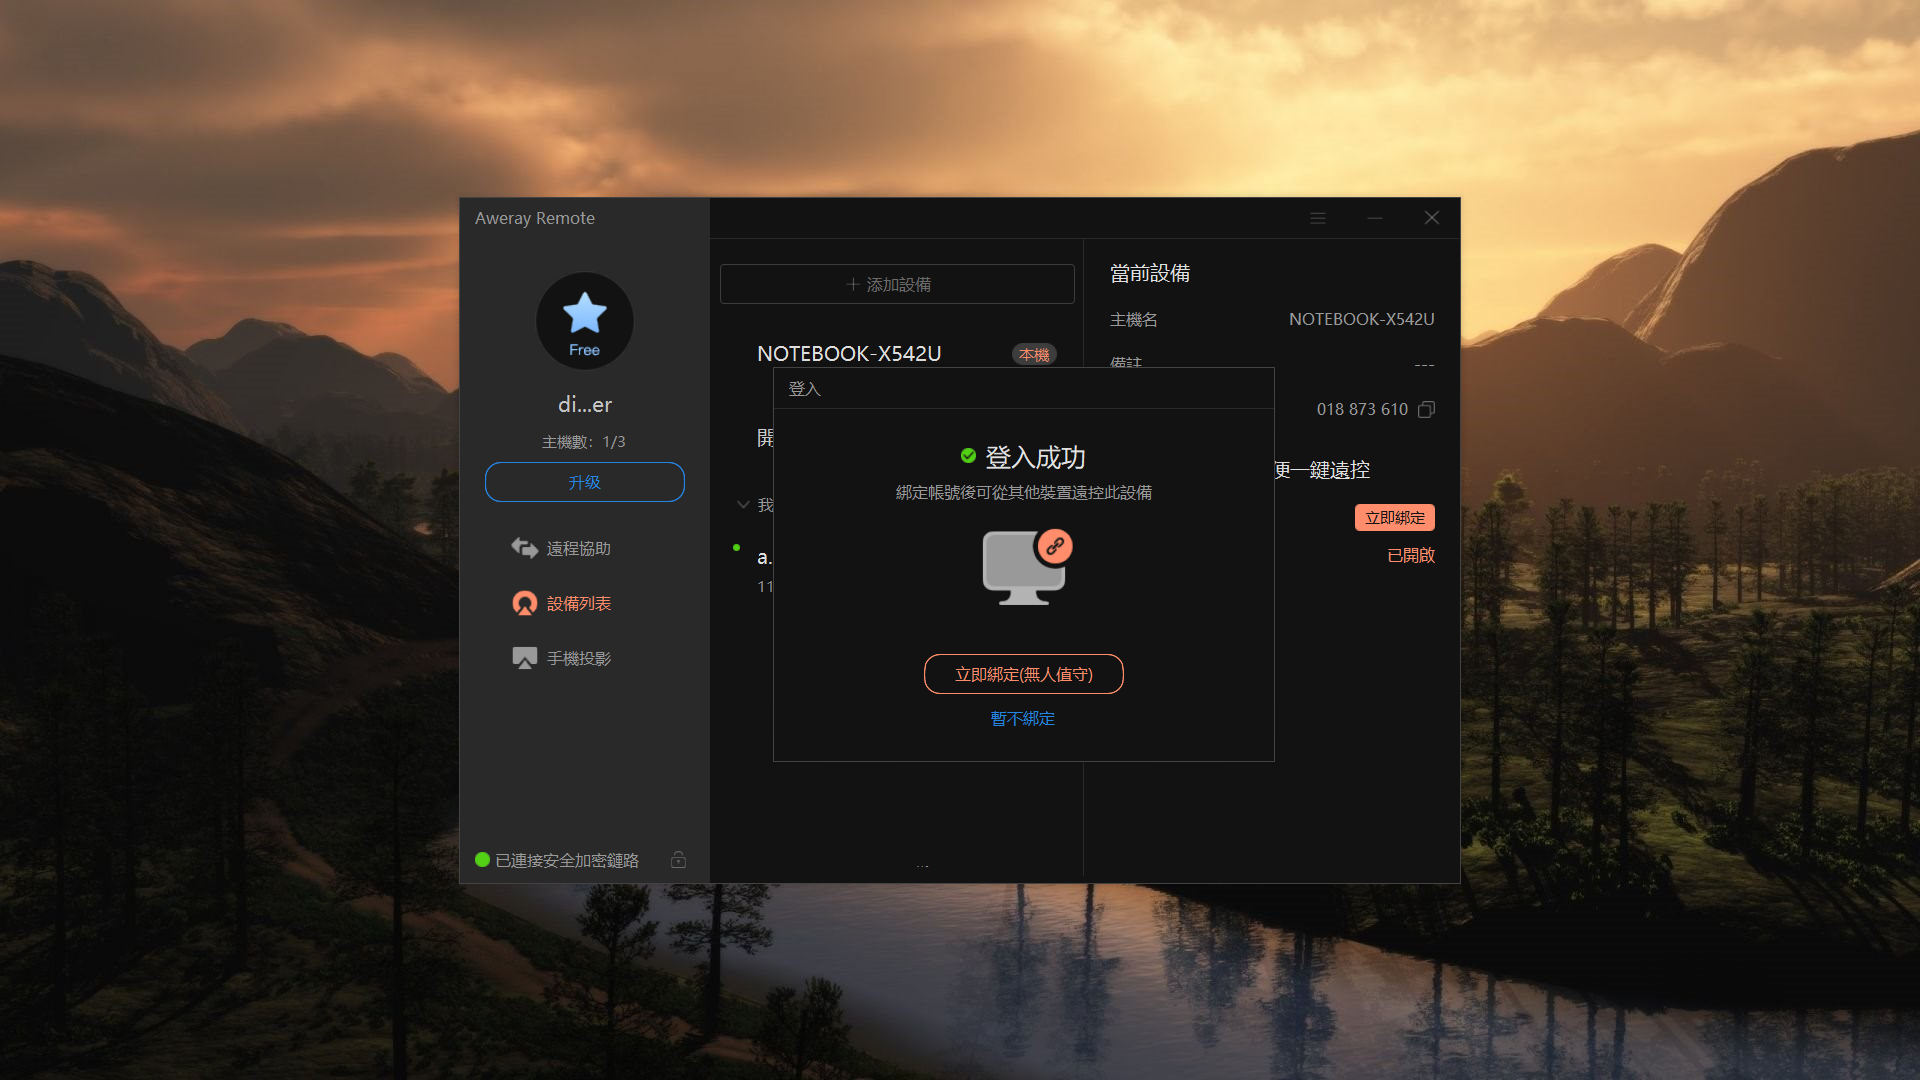 Aweray Remote
Free
di...er
主機數：1/3
升级
遠程協助
設備列表
手機投影
已連接安全加密鏈路
添加設備
NOTEBOOK-X542U
本機
開
我
a.
11
當前設備
主機名
NOTEBOOK-X542U
備註
---
018 873 610
便一鍵遠控
立即綁定
已開啟
登入
登入成功
綁定帳號後可從其他裝置遠控此設備
立即綁定(無人值守)
暫不綁定